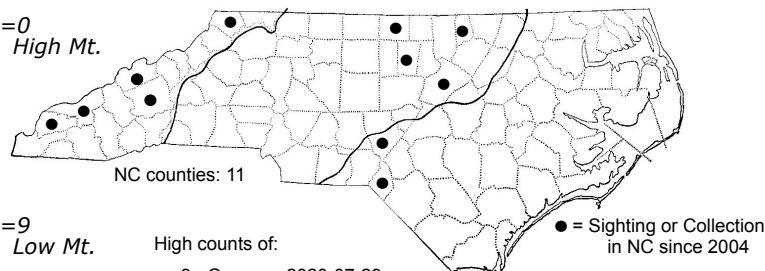 =0
High Mt.
NC counties: 11
=9
Low Mt.
High counts of:
● = Sighting or Collection
in NC since 2004